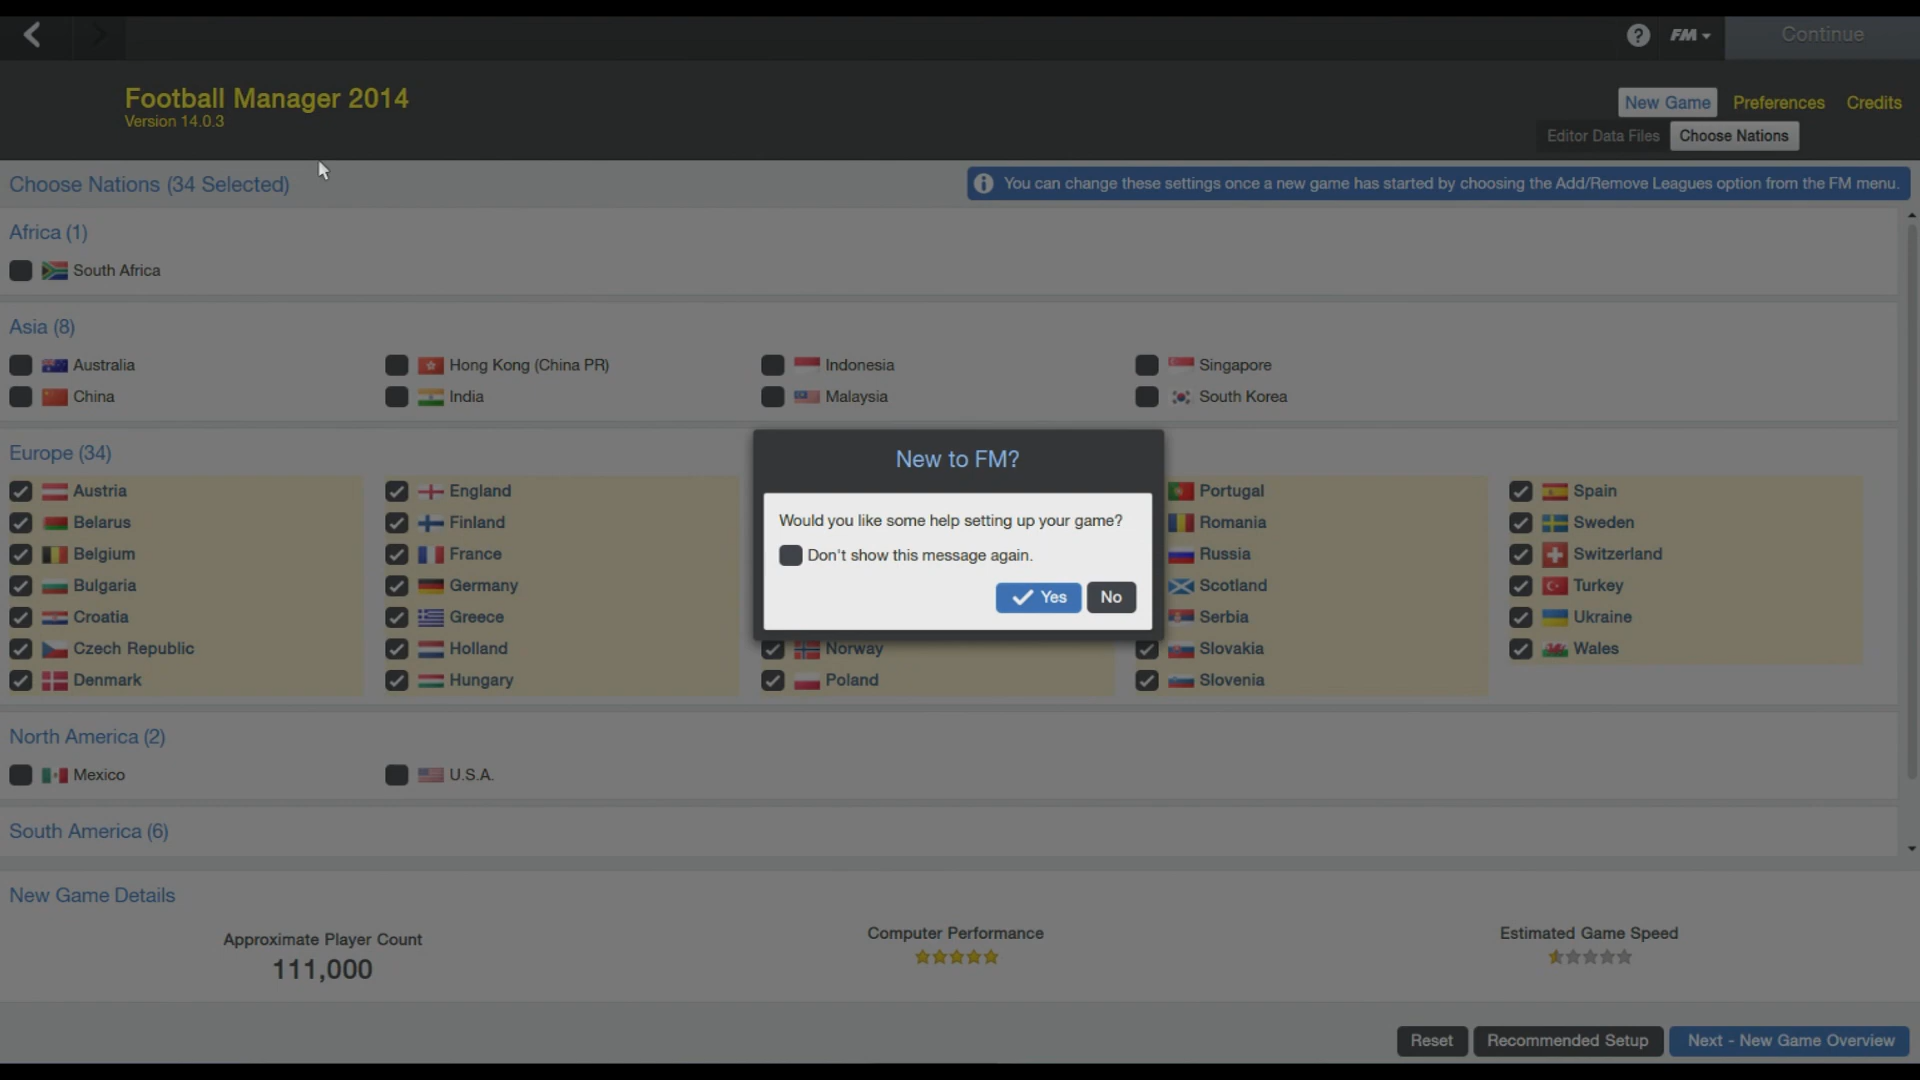 FM
Continue
Football Manager 2014
Version 14.0.3
New Game Preferences Credits
Editor Data Files Choose Nations
Choose Nations (34 Selected)
You can change these settings once a new game has started by choosing the Add/Remove Leagues option from the FM menu.
Africa (1)
South Africa
Asia (8)
Australia Hong Kong (China PR) Indonesia Singapore
China India Malaysia South Korea
Europe (34)
Austria England Portugal Spain
Belarus Finland Romania Sweden
Belgium France Russia Switzerland
Bulgaria Germany Scotland Turkey
Croatia Greece Serbia Ukraine
Czech Republic Holland Norway Slovakia Wales
Denmark Hungary Poland Slovenia
New to FM?
Would you like some help setting up your game?
Don't show this message again.
Yes No
North America (2)
Mexico U.S.A.
South America (6)
New Game Details
Approximate Player Count Computer Performance Estimated Game Speed
111,000
Reset Recommended Setup Next - New Game Overview